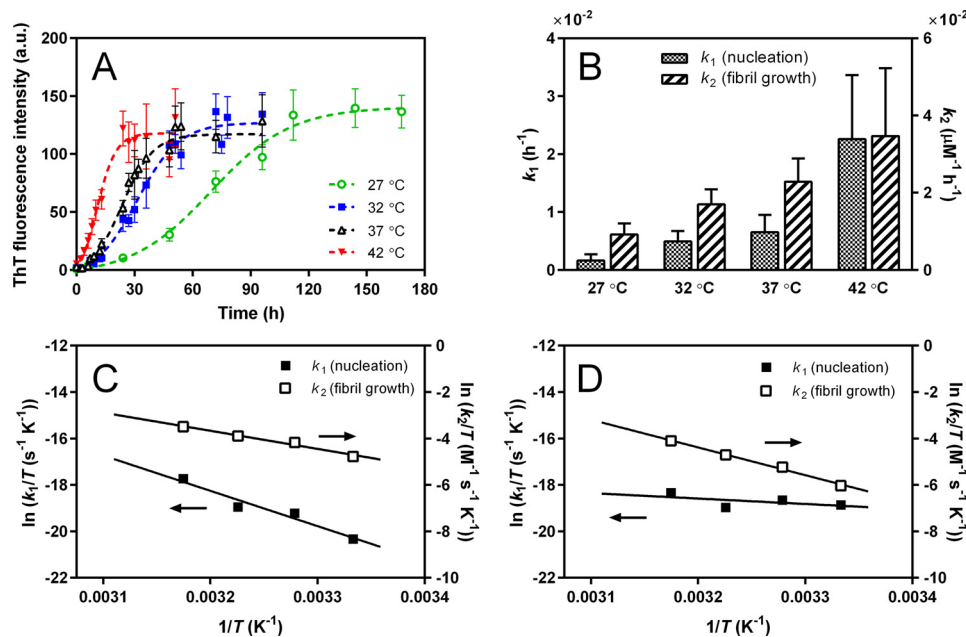 A
ThT fluorescence intensity (a.u.)
200
150
100
50
0
0 30 60 90 120 150 180
Time (h)
27 °C
32 °C
37 °C
42 °C
B
×10⁻²
×10⁻²
k₁ (nucleation)
k₂ (fibril growth)
k₁ (h⁻¹)
4
3
2
1
0
k₂ (μM⁻¹ h⁻¹)
6
4
2
0
27 °C 32 °C 37 °C 42 °C
C
k₁ (nucleation)
k₂ (fibril growth)
ln (k₁/T (s⁻¹ K⁻¹))
-12
-14
-16
-18
-20
-22
ln (k₂/T (M⁻¹ s⁻¹ K⁻¹))
0
-2
-4
-6
-8
-10
0.0031 0.0032 0.0033 0.0034
1/T (K⁻¹)
D
k₁ (nucleation)
k₂ (fibril growth)
ln (k₁/T (s⁻¹ K⁻¹))
-12
-14
-16
-18
-20
-22
ln (k₂/T (M⁻¹ s⁻¹ K⁻¹))
0
-2
-4
-6
-8
-10
0.0031 0.0032 0.0033 0.0034
1/T (K⁻¹)